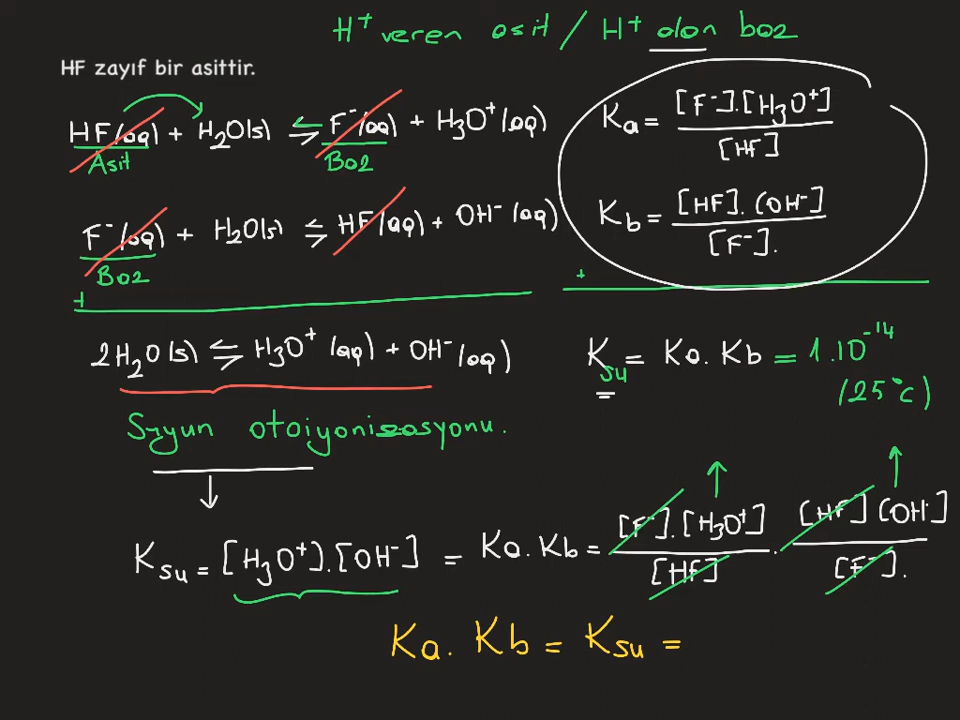 H⁺ veren asit / H⁺ alan baz
HF zayıf bir asittir.
HF(aq) + H₂O(s) ⇌ F⁻(aq) + H₃O⁺(aq)
Asit Baz
Ka = [F⁻].[H₃O⁺] / [HF]
F⁻(aq) + H₂O(s) ⇌ HF(aq) + OH⁻(aq)
Baz
Kb = [HF].[OH⁻] / [F⁻].
+ +
2H₂O(s) ⇌ H₃O⁺(aq) + OH⁻(aq)
Ksu = Ka.Kb = 1.10⁻¹⁴
(25°C)
Suyun otoiyonizasyonu.
Ksu = [H₃O⁺].[OH⁻] = Ka.Kb = [F⁻].[H₃O⁺] / [HF] . [HF][OH⁻] / [F⁻].
Ka.Kb = Ksu =